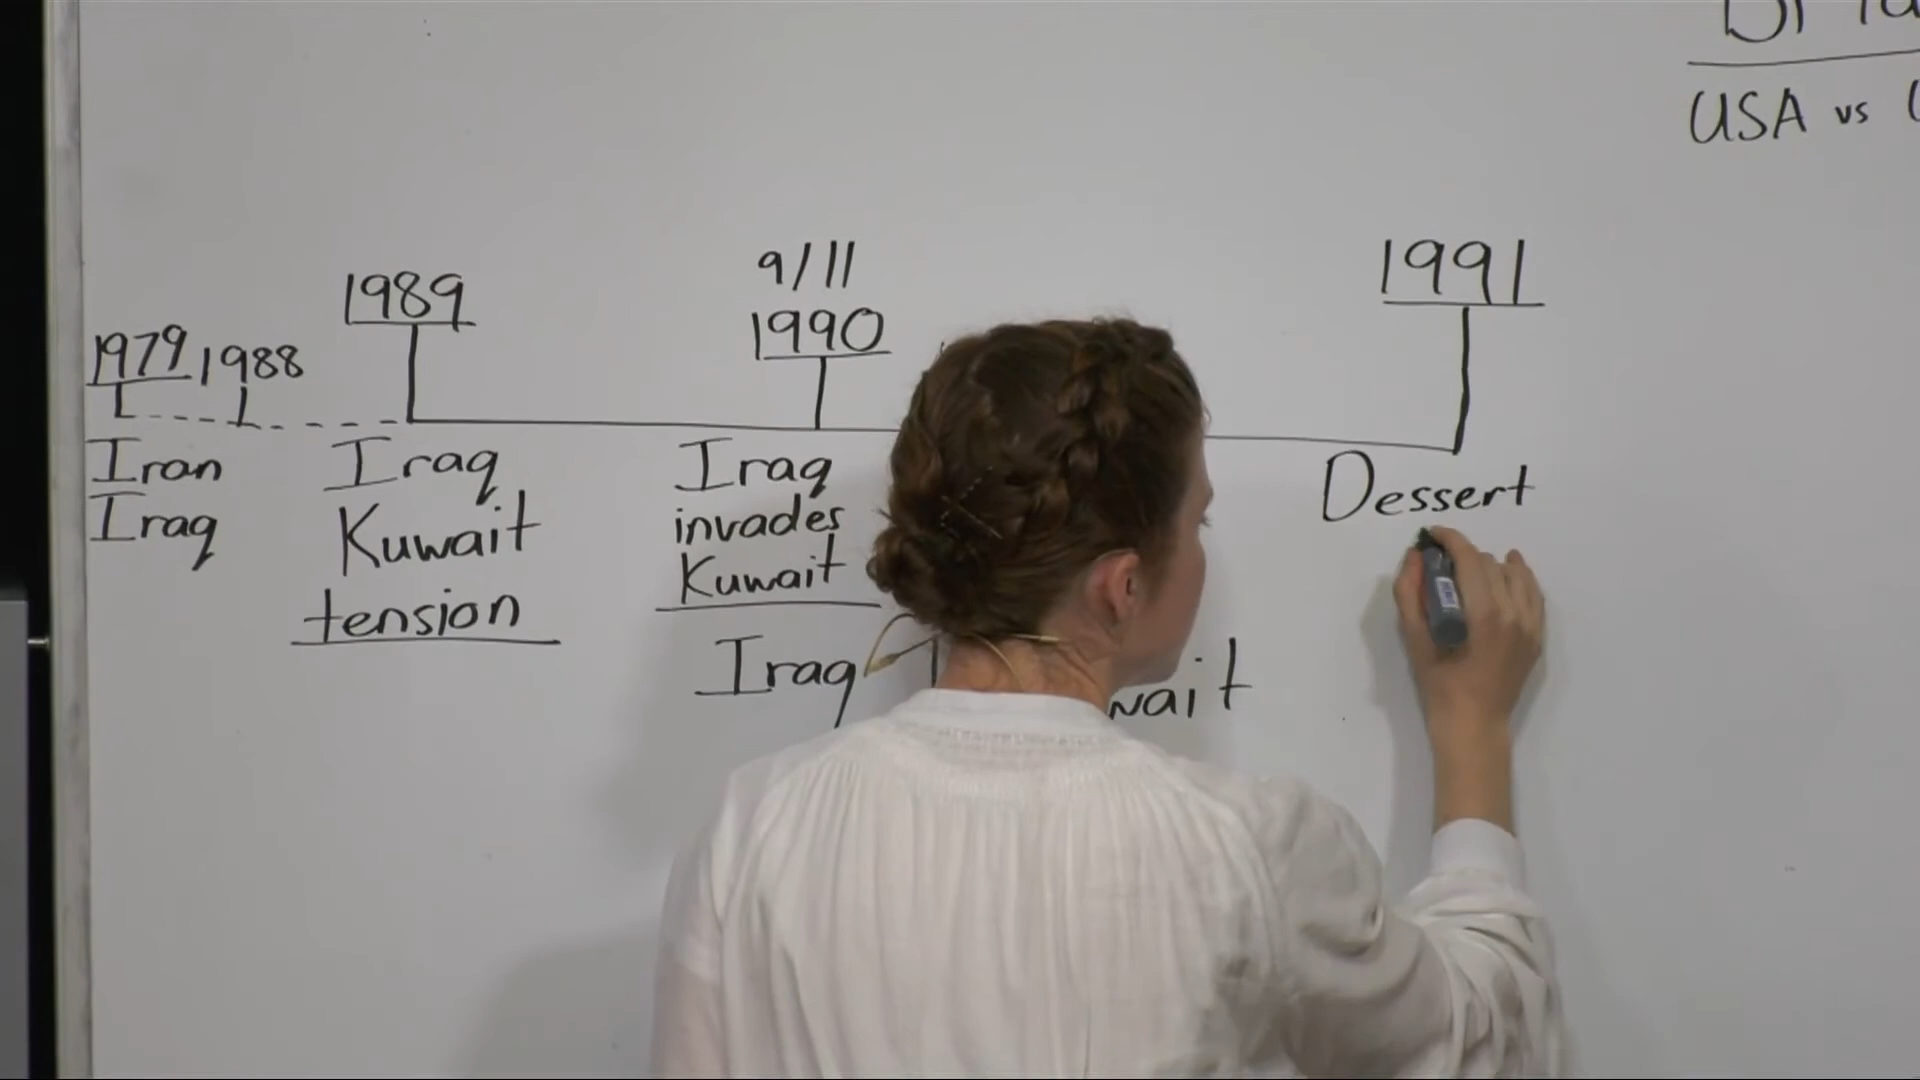 USA vs
1979 1988
Iran
Iraq
1989
Iraq
Kuwait
tension
9/11
1990
Iraq
invades
Kuwait
Iraq
1991
Dessert